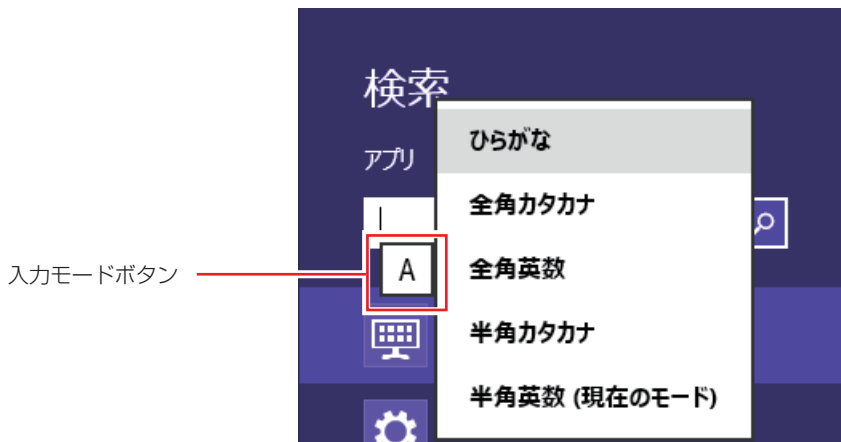 検索
アプリ
ひらがな
全角カタカナ
入力モードボタン
A
全角英数
半角カタカナ
半角英数 (現在のモード)